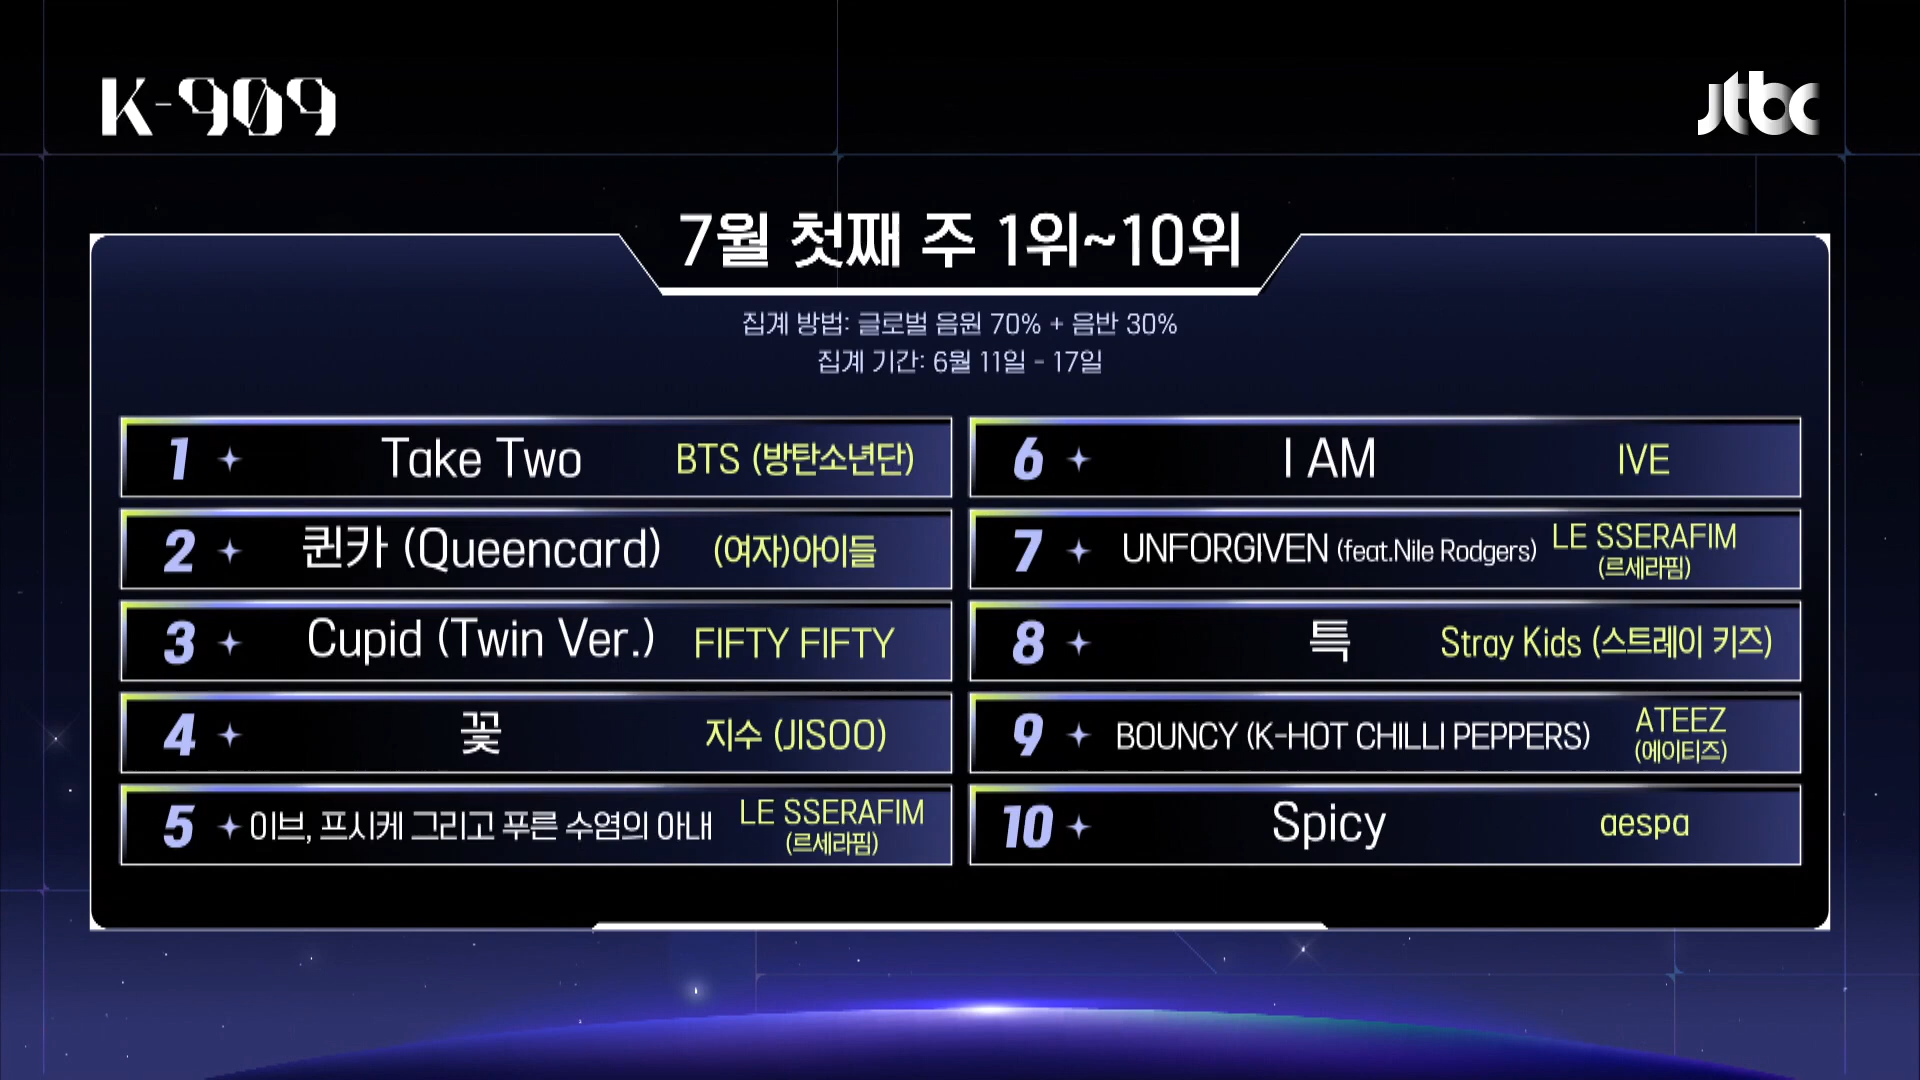 K-909
jtbc
7월 첫째 주 1위~10위
집계 방법: 글로벌 음원 70% + 음반 30%
집계 기간: 6월 11일 - 17일
1 Take Two BTS (방탄소년단)
2 퀸카 (Queencard) (여자)아이들
3 Cupid (Twin Ver.) FIFTY FIFTY
4 꽃 지수 (JISOO)
5 이브, 프시케 그리고 푸른 수염의 아내 LE SSERAFIM
(르세라핌)
6 I AM IVE
7 UNFORGIVEN (feat.Nile Rodgers) LE SSERAFIM
(르세라핌)
8 특 Stray Kids (스트레이 키즈)
9 BOUNCY (K-HOT CHILLI PEPPERS) ATEEZ
(에이티즈)
10 Spicy aespa